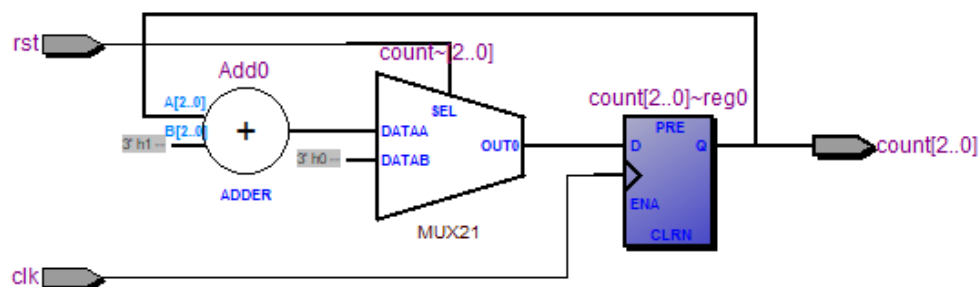 rst
count~[2..0]
Add0
A[2..0]
B[2..0]
3' h1 --
+
ADDER
SEL
DATAA
DATAB
3' h0 --
OUT0
MUX21
count[2..0]~reg0
PRE
D
Q
ENA
CLRN
count[2..0]
clk